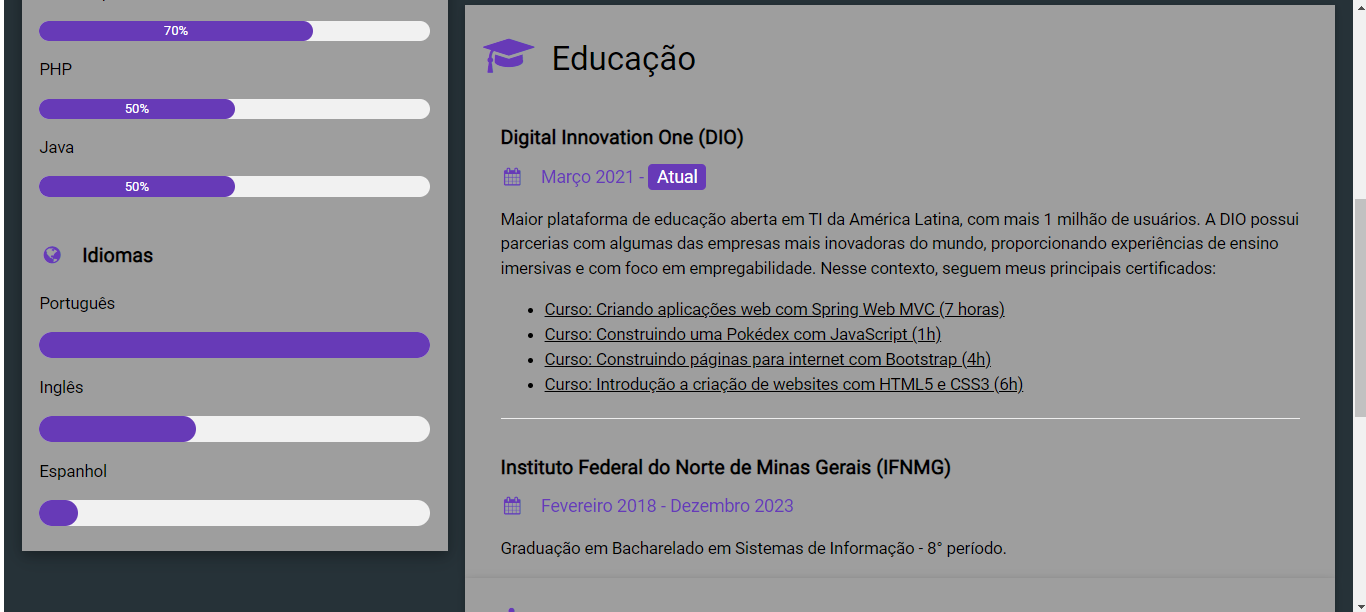 70%
PHP
50%
Java
50%
Idiomas
Português
Inglês
Espanhol
Educação
Digital Innovation One (DIO)
Março 2021 - Atual
Maior plataforma de educação aberta em TI da América Latina, com mais 1 milhão de usuários. A DIO possui
parcerias com algumas das empresas mais inovadoras do mundo, proporcionando experiências de ensino
imersivas e com foco em empregabilidade. Nesse contexto, seguem meus principais certificados:
Curso: Criando aplicações web com Spring Web MVC (7 horas)
Curso: Construindo uma Pokédex com JavaScript (1h)
Curso: Construindo páginas para internet com Bootstrap (4h)
Curso: Introdução a criação de websites com HTML5 e CSS3 (6h)
Instituto Federal do Norte de Minas Gerais (IFNMG)
Fevereiro 2018 - Dezembro 2023
Graduação em Bacharelado em Sistemas de Informação - 8° período.